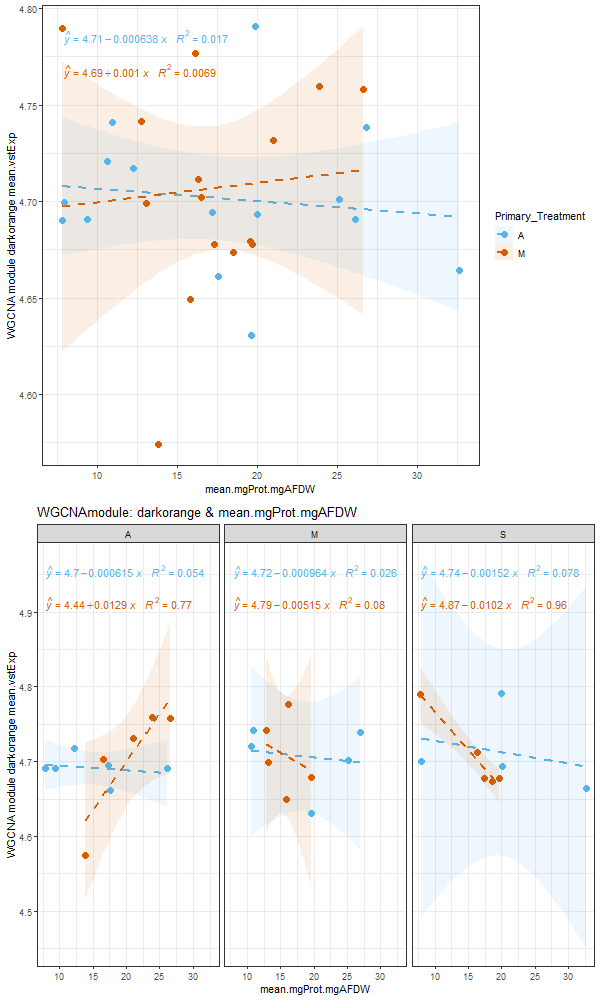 4.80
4.75
4.70
4.65
4.60
WGCNA module darkorange mean.vstExp
ŷ = 4.71 − 0.000638 x R² = 0.017
ŷ = 4.69 + 0.001 x R² = 0.0069
10 15 20 25 30
mean.mgProt.mgAFDW
Primary_Treatment
A
M
WGCNAmodule: darkorange & mean.mgProt.mgAFDW
A M S
ŷ = 4.7 − 0.000615 x R² = 0.054
ŷ = 4.44 + 0.0129 x R² = 0.77
ŷ = 4.72 − 0.000964 x R² = 0.026
ŷ = 4.79 − 0.00515 x R² = 0.08
ŷ = 4.74 − 0.00152 x R² = 0.078
ŷ = 4.87 − 0.0102 x R² = 0.96
4.9
4.8
4.7
4.6
4.5
WGCNA module darkorange mean.vstExp
10 15 20 25 30 10 15 20 25 30 10 15 20 25 30
mean.mgProt.mgAFDW